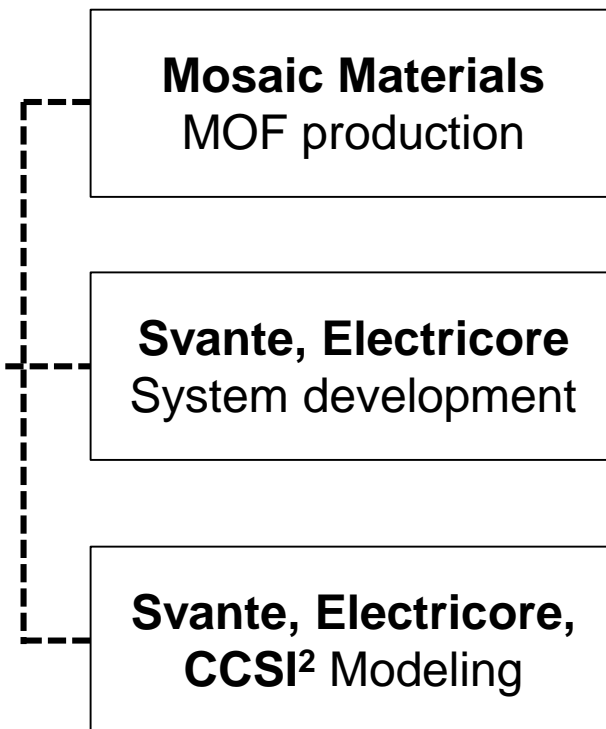 Mosaic Materials
MOF production
Svante, Electricore
System development
Svante, Electricore,
CCSI² Modeling